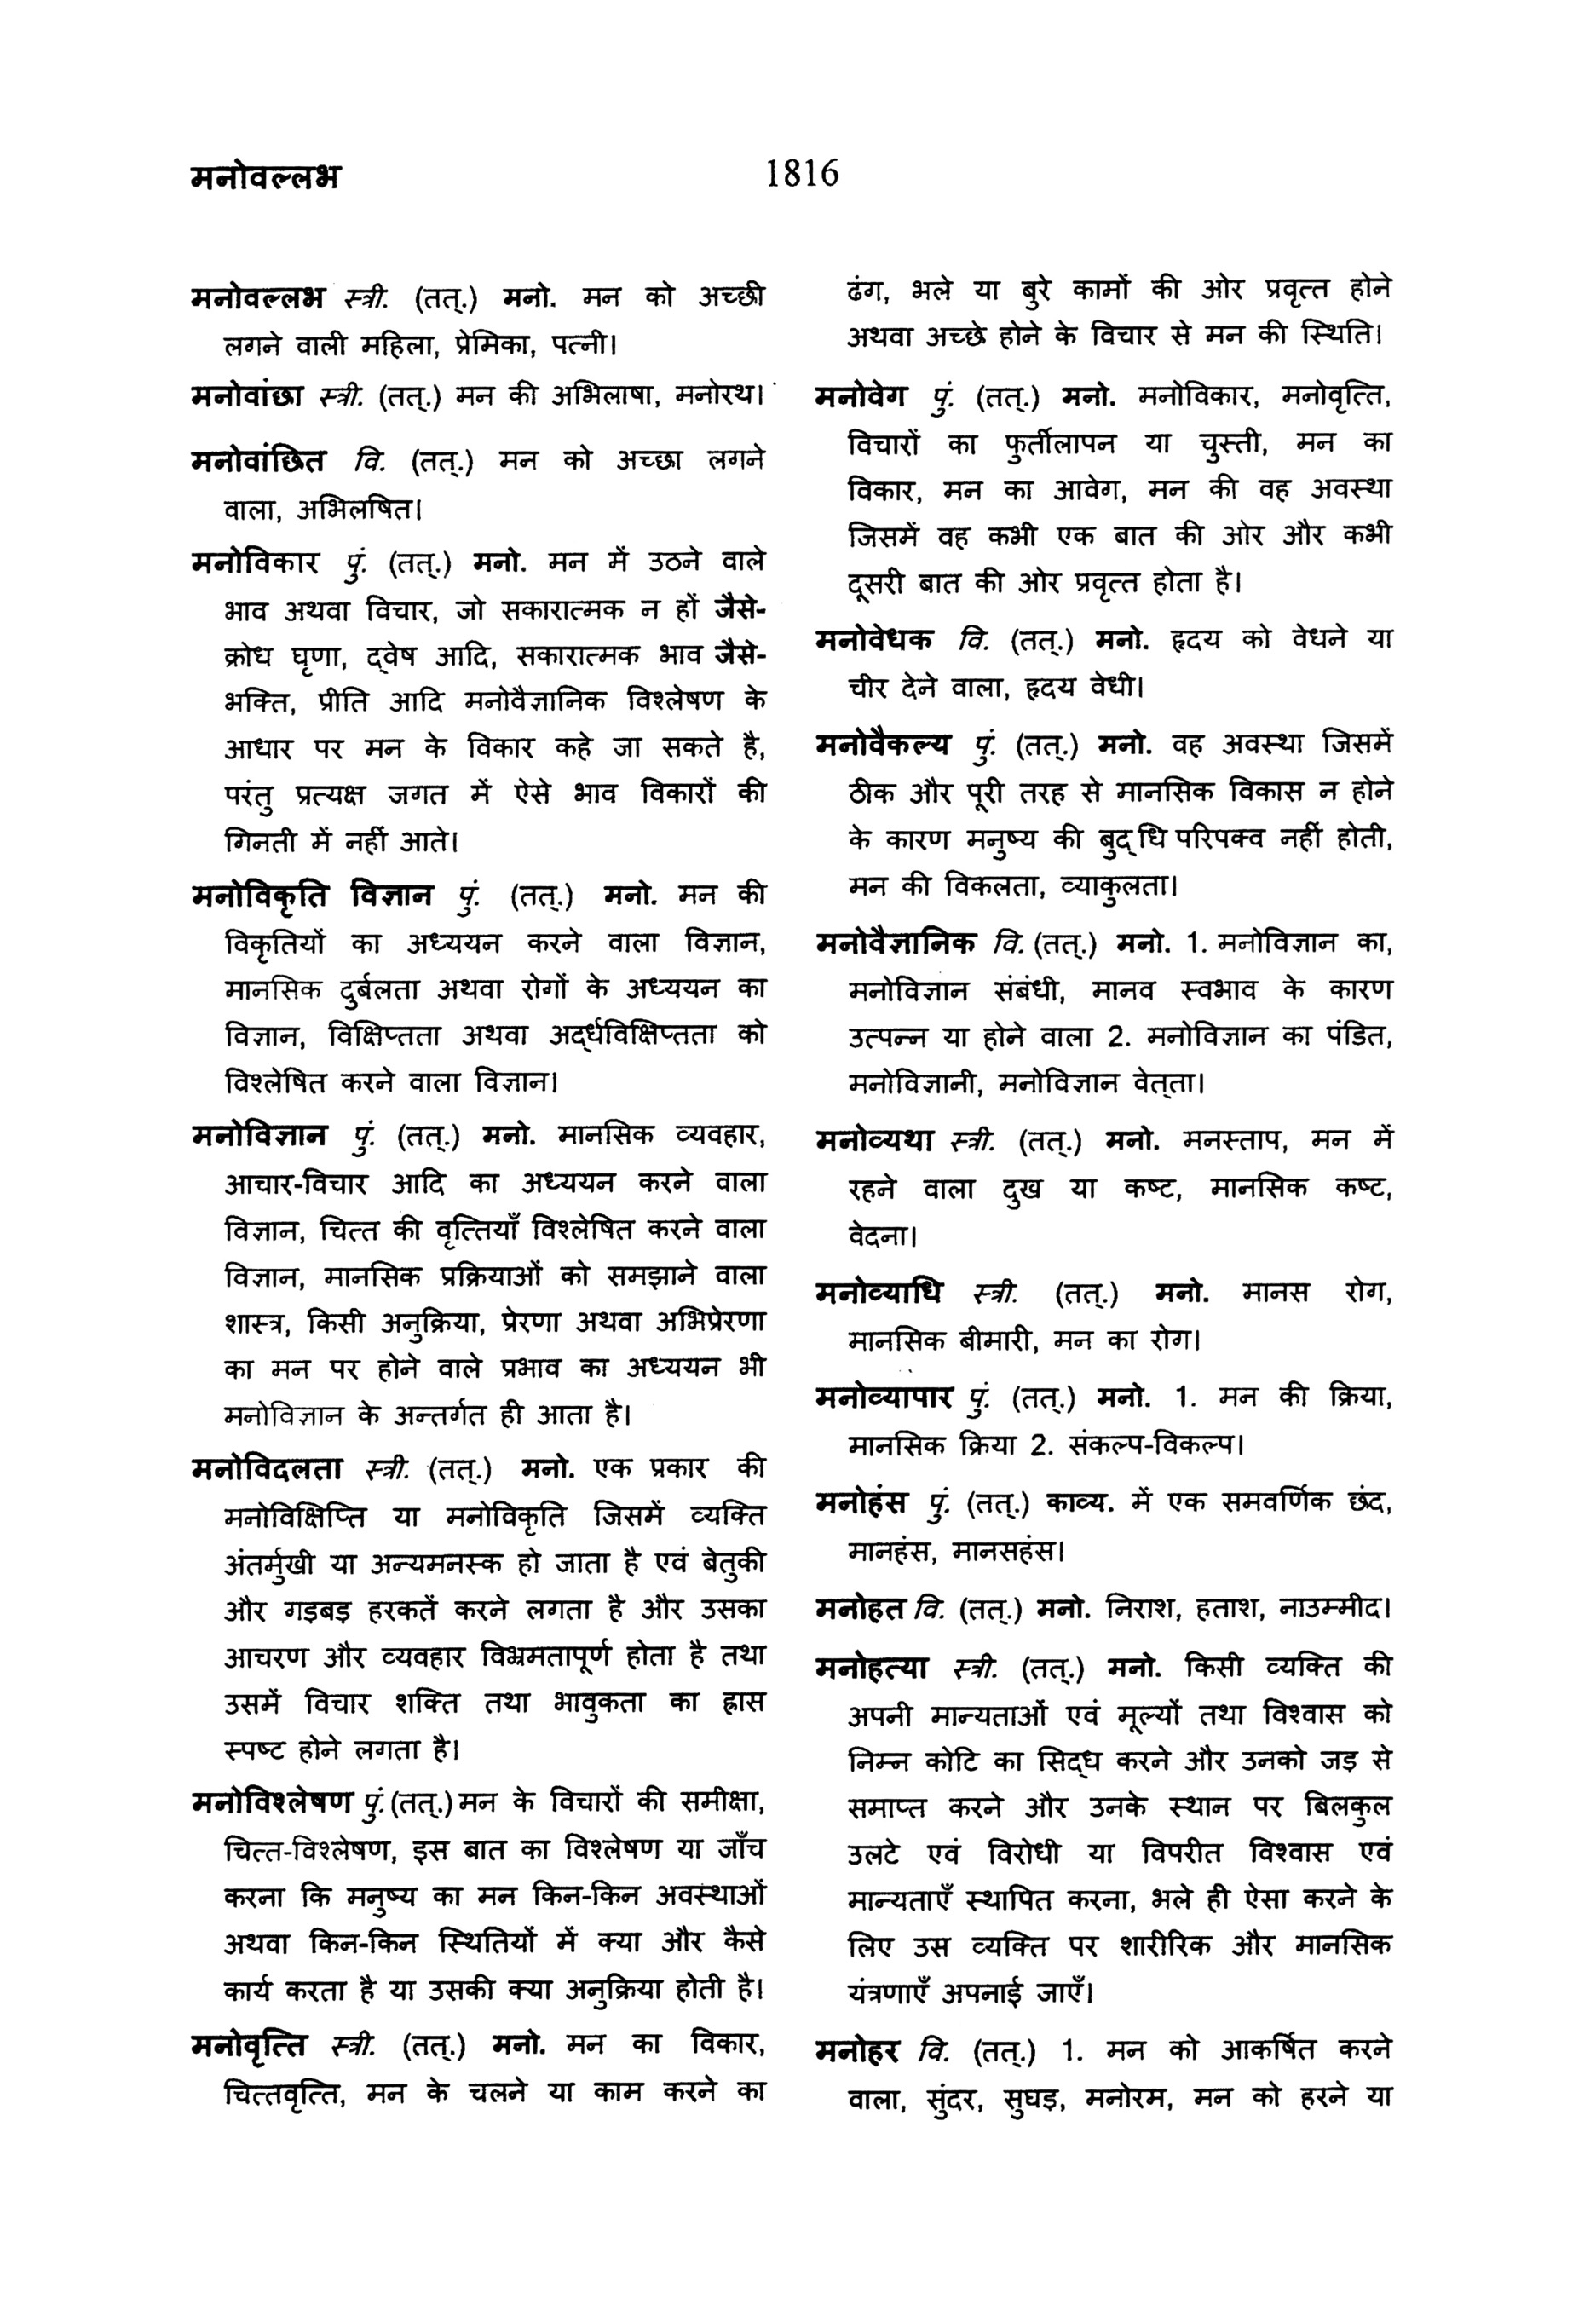 मनोवल्लभ
1816
मनोवल्लभ स्त्री. (तत्.) मनो. मन को अच्छी
लगने वाली महिला, प्रेमिका, पत्नी।
मनोवांछा स्त्री. (तत्.) मन की अभिलाषा, मनोरथ।
मनोवांछित वि. (तत्.) मन को अच्छा लगने
वाला, अभिलषित।
मनोविकार पुं. (तत्.) मनो. मन में उठने वाले
भाव अथवा विचार, जो सकारात्मक न हों जैसे-
क्रोध घृणा, द्‌वेष आदि, सकारात्मक भाव जैसे-
भक्ति, प्रीति आदि मनोवैज्ञानिक विश्लेषण के
आधार पर मन के विकार कहे जा सकते है,
परंतु प्रत्यक्ष जगत में ऐसे भाव विकारों की
गिनती में नहीं आते।
मनोविकृति विज्ञान पुं. (तत्.) मनो. मन की
विकृतियों का अध्ययन करने वाला विज्ञान,
मानसिक दुर्बलता अथवा रोगों के अध्ययन का
विज्ञान, विक्षिप्तता अथवा अर्द्‌धविक्षिप्तता को
विश्लेषित करने वाला विज्ञान।
मनोविज्ञान पुं. (तत्.) मनो. मानसिक व्यवहार,
आचार-विचार आदि का अध्ययन करने वाला
विज्ञान, चित्त की वृत्तियाँ विश्लेषित करने वाला
विज्ञान, मानसिक प्रक्रियाओं को समझाने वाला
शास्त्र, किसी अनुक्रिया, प्रेरणा अथवा अभिप्रेरणा
का मन पर होने वाले प्रभाव का अध्ययन भी
मनोविज्ञान के अन्तर्गत ही आता है।
मनोविदलता स्त्री. (तत्.) मनो. एक प्रकार की
मनोविक्षिप्ति या मनोविकृति जिसमें व्यक्ति
अंतर्मुखी या अन्यमनस्क हो जाता है एवं बेतुकी
और गड़बड़ हरकतें करने लगता है और उसका
आचरण और व्यवहार विभ्रमतापूर्ण होता है तथा
उसमें विचार शक्ति तथा भावुकता का ह्रास
स्पष्ट होने लगता है।
मनोविश्लेषण पुं. (तत्.) मन के विचारों की समीक्षा,
चित्त-विश्लेषण, इस बात का विश्लेषण या जाँच
करना कि मनुष्य का मन किन-किन अवस्थाओं
अथवा किन-किन स्थितियों में क्या और कैसे
कार्य करता है या उसकी क्या अनुक्रिया होती है।
मनोवृत्ति स्त्री. (तत्.) मनो. मन का विकार,
चित्तवृत्ति, मन के चलने या काम करने का
ढंग, भले या बुरे कामों की ओर प्रवृत्त होने
अथवा अच्छे होने के विचार से मन की स्थिति।
मनोवेग पुं. (तत्.) मनो. मनोविकार, मनोवृत्ति,
विचारों का फुर्तीलापन या चुस्ती, मन का
विकार, मन का आवेग, मन की वह अवस्था
जिसमें वह कभी एक बात की ओर और कभी
दूसरी बात की ओर प्रवृत्त होता है।
मनोवेधक वि. (तत्.) मनो. हृदय को वेधने या
चीर देने वाला, हृदय वेधी।
मनोवैकल्य पुं. (तत्.) मनो. वह अवस्था जिसमें
ठीक और पूरी तरह से मानसिक विकास न होने
के कारण मनुष्य की बुद्‌धि परिपक्व नहीं होती,
मन की विकलता, व्याकुलता।
मनोवैज्ञानिक वि. (तत्.) मनो. 1. मनोविज्ञान का,
मनोविज्ञान संबंधी, मानव स्वभाव के कारण
उत्पन्न या होने वाला 2. मनोविज्ञान का पंडित,
मनोविज्ञानी, मनोविज्ञान वेत्‌ता।
मनोव्यथा स्त्री. (तत्.) मनो. मनस्ताप, मन में
रहने वाला दुख या कष्ट, मानसिक कष्ट,
वेदना।
मनोव्याधि स्त्री. (तत्.) मनो. मानस रोग,
मानसिक बीमारी, मन का रोग।
मनोव्यापार पुं. (तत्.) मनो. 1. मन की क्रिया,
मानसिक क्रिया 2. संकल्प-विकल्प।
मनोहंस पुं. (तत्.) काव्य. में एक समवर्णिक छंद,
मानहंस, मानसहंस।
मनोहत वि. (तत्.) मनो. निराश, हताश, नाउम्मीद।
मनोहत्या स्त्री. (तत्.) मनो. किसी व्यक्ति की
अपनी मान्यताओं एवं मूल्यों तथा विश्वास को
निम्न कोटि का सिद्‌ध करने और उनको जड़ से
समाप्त करने और उनके स्थान पर बिलकुल
उलटे एवं विरोधी या विपरीत विश्वास एवं
मान्यताएँ स्थापित करना, भले ही ऐसा करने के
लिए उस व्यक्ति पर शारीरिक और मानसिक
यंत्रणाएँ अपनाई जाएँ।
मनोहर वि. (तत्.) 1. मन को आकर्षित करने
वाला, सुंदर, सुघड़, मनोरम, मन को हरने या